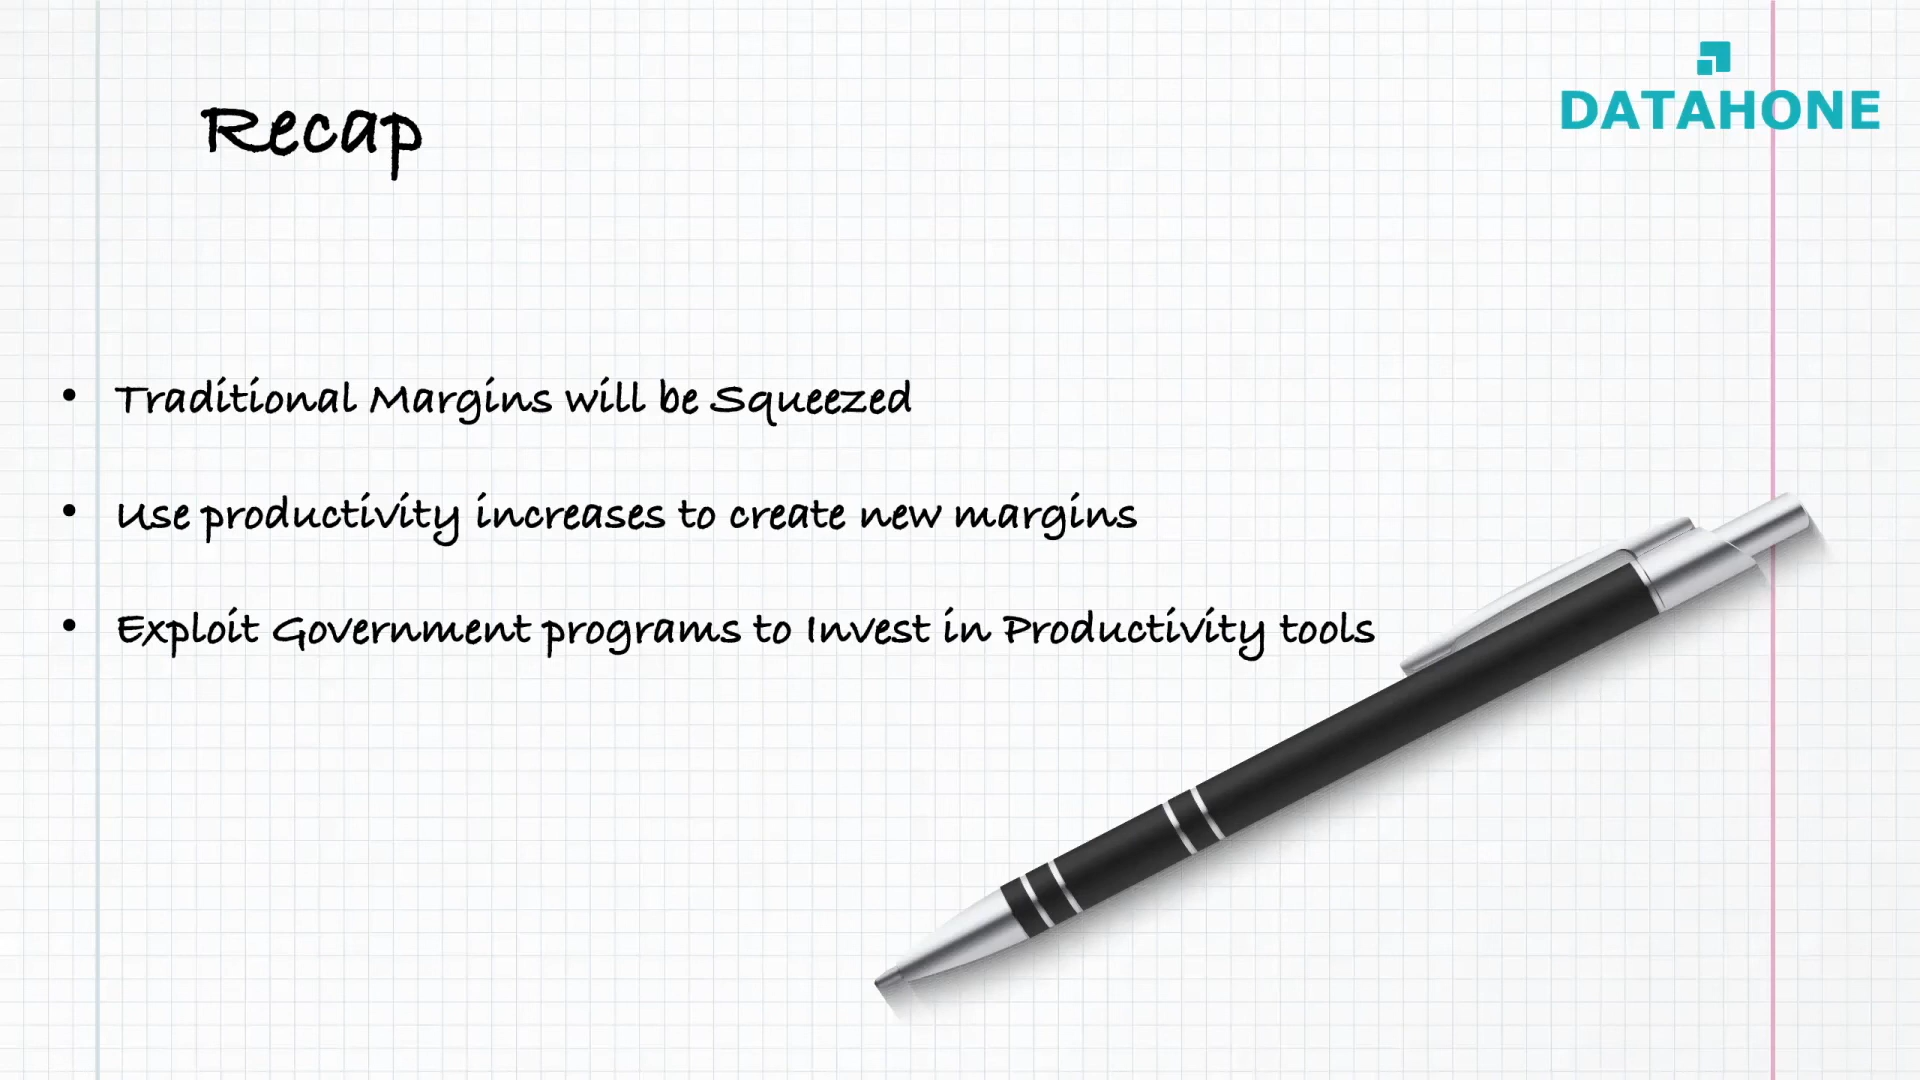 DATAHONE
Recap
• Traditional Margins will be Squeezed
• Use productivity increases to create new margins
• Exploit Government programs to Invest in Productivity tools